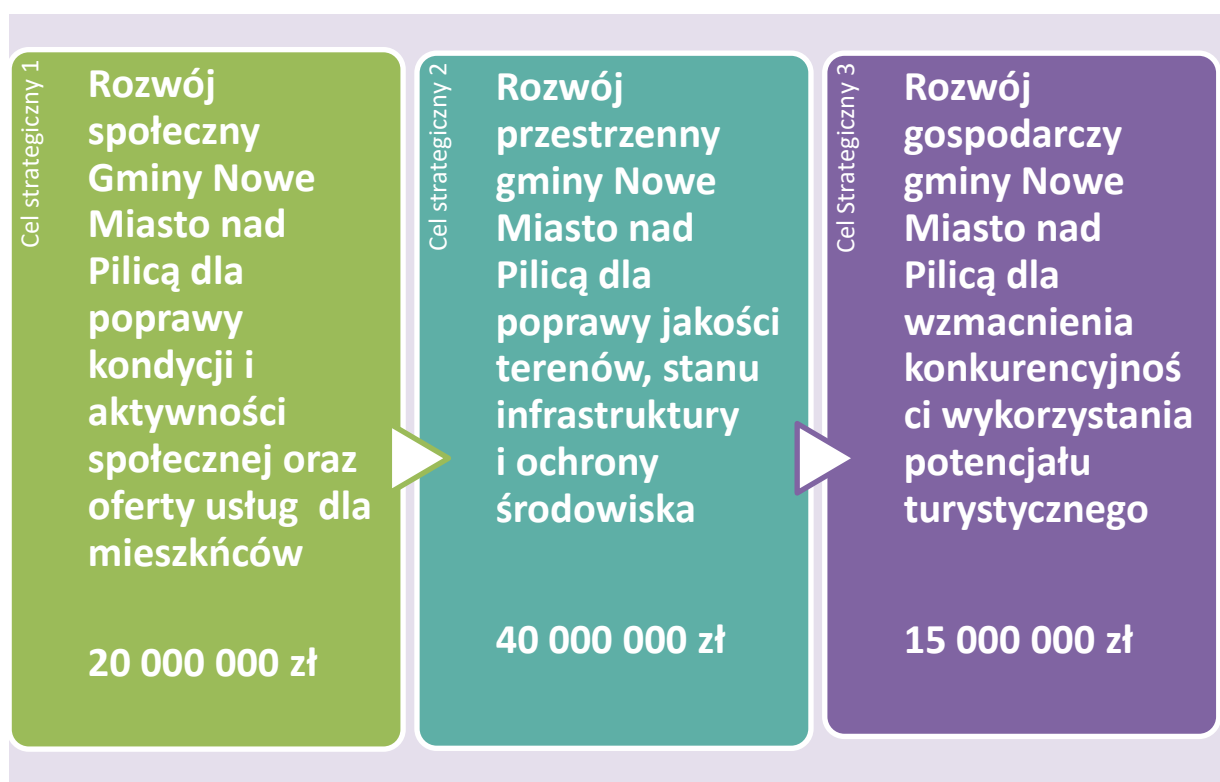 Cel strategiczny 1
Rozwój
społeczny
Gminy Nowe
Miasto nad
Pilicą dla
poprawy
kondycji i
aktywności
społecznej oraz
oferty usług  dla
mieszkńców
20 000 000 zł
Cel strategiczny 2
Rozwój
przestrzenny
gminy Nowe
Miasto nad
Pilicą dla
poprawy jakości
terenów, stanu
infrastruktury
i ochrony
środowiska
40 000 000 zł
Cel Strategiczny 3
Rozwój
gospodarczy
gminy Nowe
Miasto nad
Pilicą dla
wzmacnienia
konkurencyjnoś
ci wykorzystania
potencjału
turystycznego
15 000 000 zł